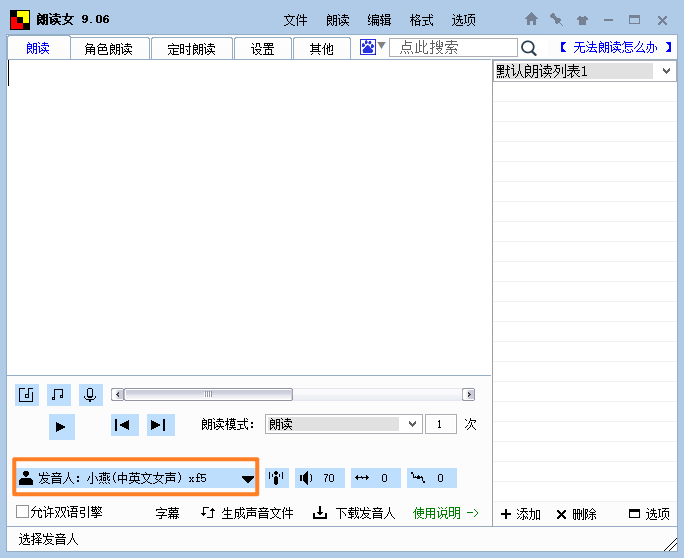 朗读女 9.06 文件 朗读 编辑 格式 选项
朗读 角色朗读 定时朗读 设置 其他 点此搜索 【 无法朗读怎么办 】
默认朗读列表1
朗读模式： 朗读 1 次
发音人：小燕(中英文女声) xf5 70 0 0
允许双语引擎 字幕 生成声音文件 下载发音人 使用说明 -> 添加 删除 选项
选择发音人